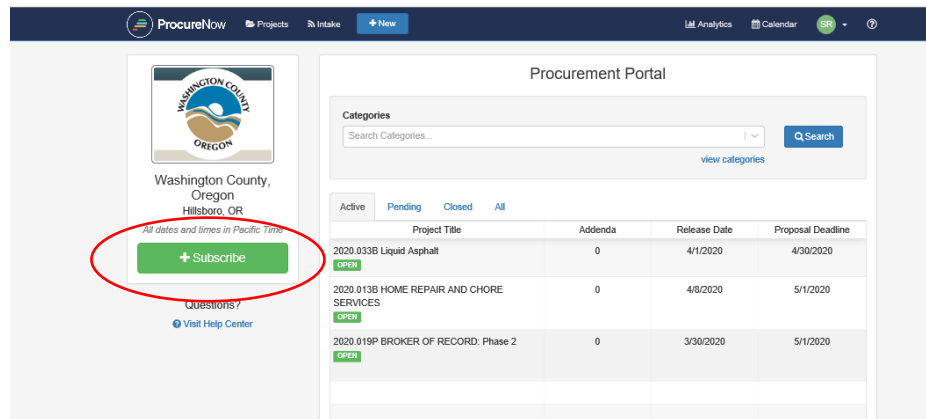 ProcureNow Projects Intake + New Analytics Calendar SR
WASHINGTON COUNTY
OREGON
Washington County,
Oregon
Hillsboro, OR
All dates and times in Pacific Time
+ Subscribe
Questions?
Visit Help Center
Procurement Portal
Categories
Search Categories...
Search
view categories
Active Pending Closed All
Project Title Addenda Release Date Proposal Deadline
2020.033B Liquid Asphalt 0 4/1/2020 4/30/2020
OPEN
2020.013B HOME REPAIR AND CHORE 0 4/8/2020 5/1/2020
SERVICES
OPEN
2020.019P BROKER OF RECORD: Phase 2 0 3/30/2020 5/1/2020
OPEN